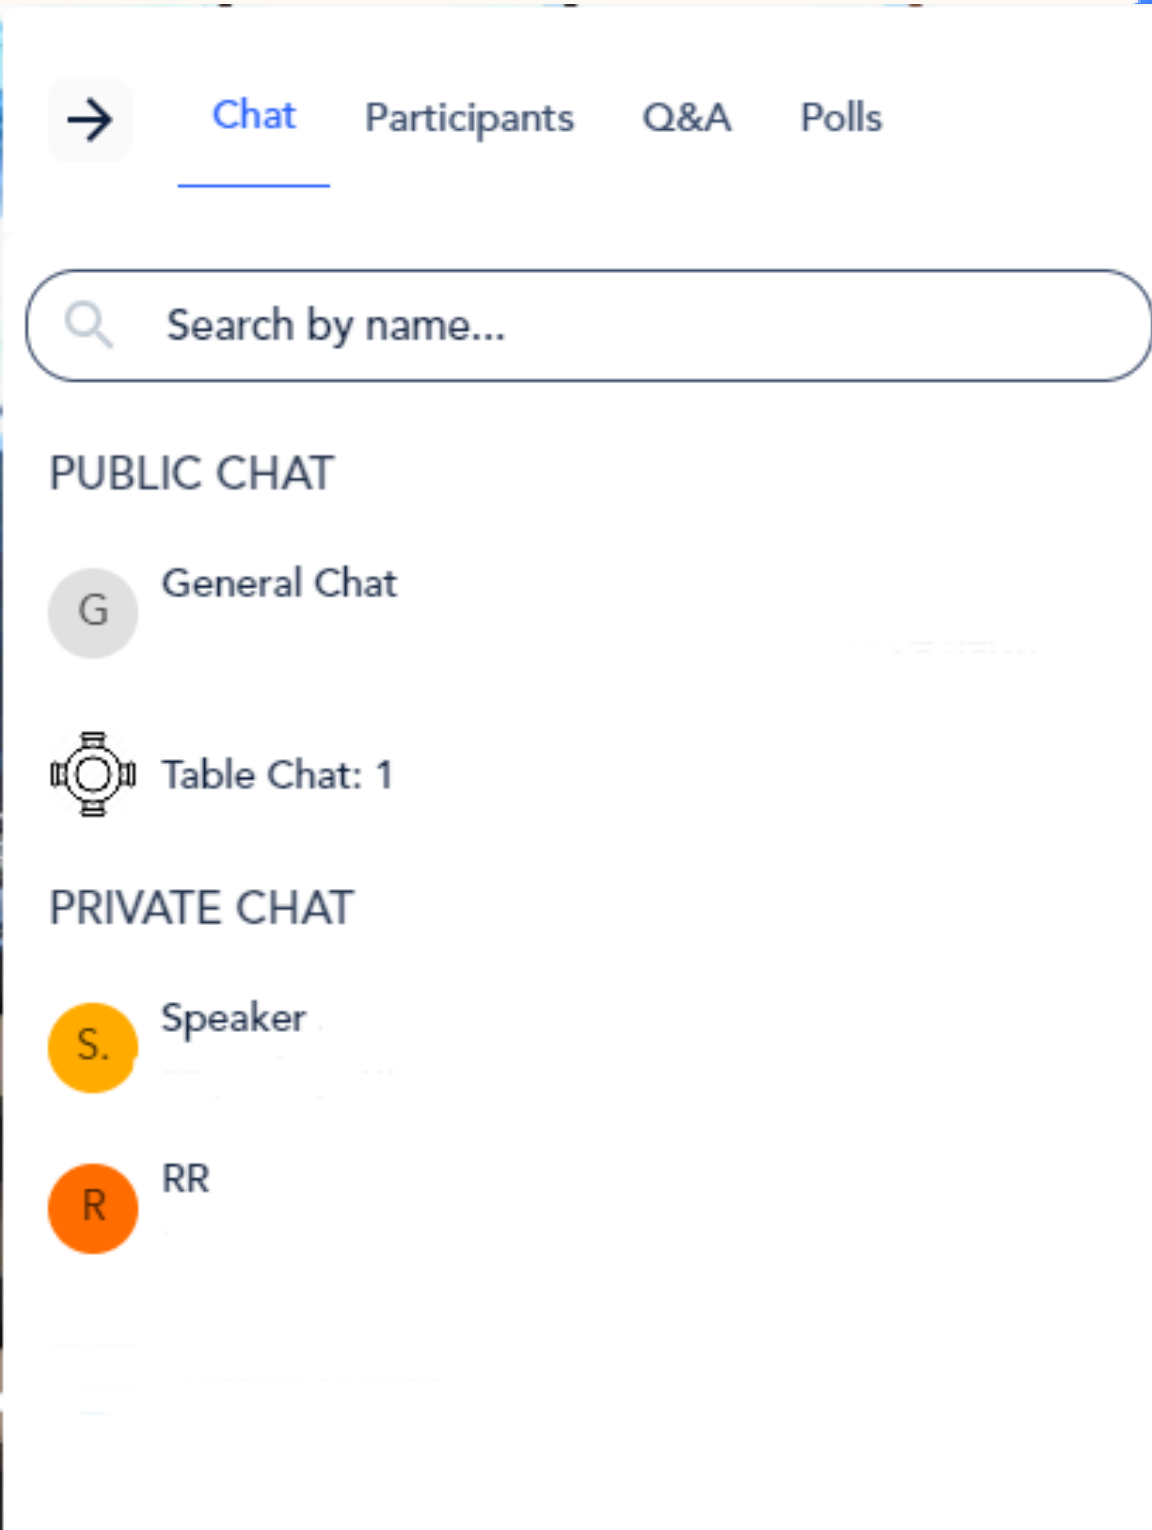 Chat Participants Q&A Polls
Search by name...
PUBLIC CHAT
G General Chat
Table Chat: 1
PRIVATE CHAT
S. Speaker
R RR